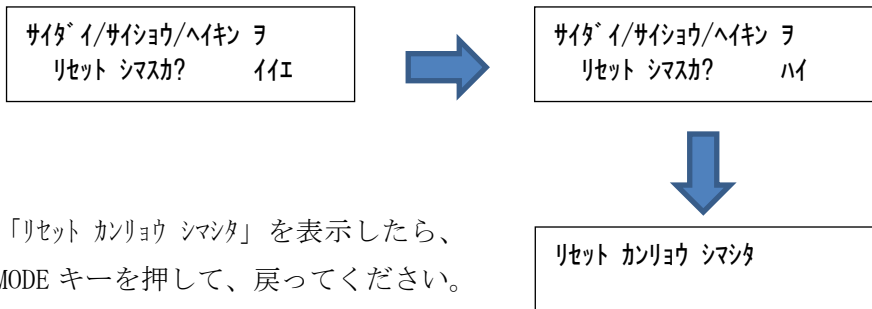 ｻｲﾀﾞｲ/ｻｲｼｮｳ/ﾍｲｷﾝ ｦ
ﾘｾｯﾄ ｼﾏｽｶ? ｲｲｴ
ｻｲﾀﾞｲ/ｻｲｼｮｳ/ﾍｲｷﾝ ｦ
ﾘｾｯﾄ ｼﾏｽｶ? ﾊｲ
「ﾘｾｯﾄ ｶﾝﾘｮｳ ｼﾏｼﾀ」を表示したら、
MODE キーを押して、戻ってください。
ﾘｾｯﾄ ｶﾝﾘｮｳ ｼﾏｼﾀ